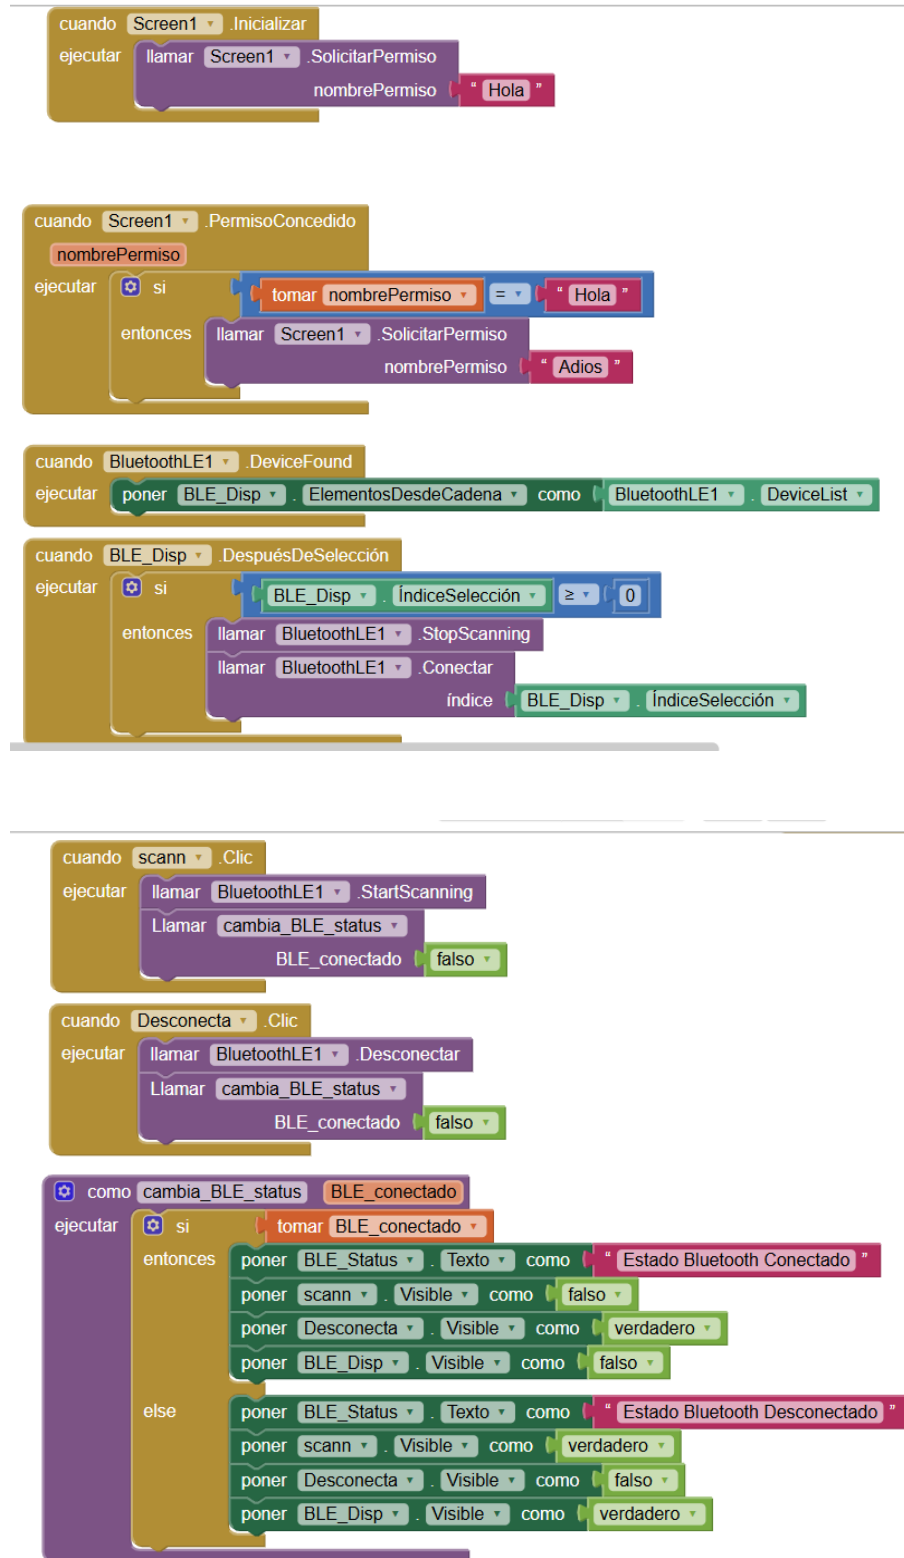 cuando Screen1 .Inicializar
ejecutar llamar Screen1 .SolicitarPermiso
nombrePermiso " Hola "
cuando Screen1 .PermisoConcedido
nombrePermiso
ejecutar si tomar nombrePermiso = " Hola "
entonces llamar Screen1 .SolicitarPermiso
nombrePermiso " Adios "
cuando BluetoothLE1 .DeviceFound
ejecutar poner BLE_Disp . ElementosDesdeCadena como BluetoothLE1 . DeviceList
cuando BLE_Disp .DespuésDeSelección
ejecutar si BLE_Disp . ÍndiceSelección ≥ 0
entonces llamar BluetoothLE1 .StopScanning
llamar BluetoothLE1 .Conectar
índice BLE_Disp . ÍndiceSelección
cuando scann .Clic
ejecutar llamar BluetoothLE1 .StartScanning
Llamar cambia_BLE_status
BLE_conectado falso
cuando Desconecta .Clic
ejecutar llamar BluetoothLE1 .Desconectar
Llamar cambia_BLE_status
BLE_conectado falso
como cambia_BLE_status BLE_conectado
ejecutar si tomar BLE_conectado
entonces poner BLE_Status . Texto como " Estado Bluetooth Conectado "
poner scann . Visible como falso
poner Desconecta . Visible como verdadero
poner BLE_Disp . Visible como falso
else poner BLE_Status . Texto como " Estado Bluetooth Desconectado "
poner scann . Visible como verdadero
poner Desconecta . Visible como falso
poner BLE_Disp . Visible como verdadero